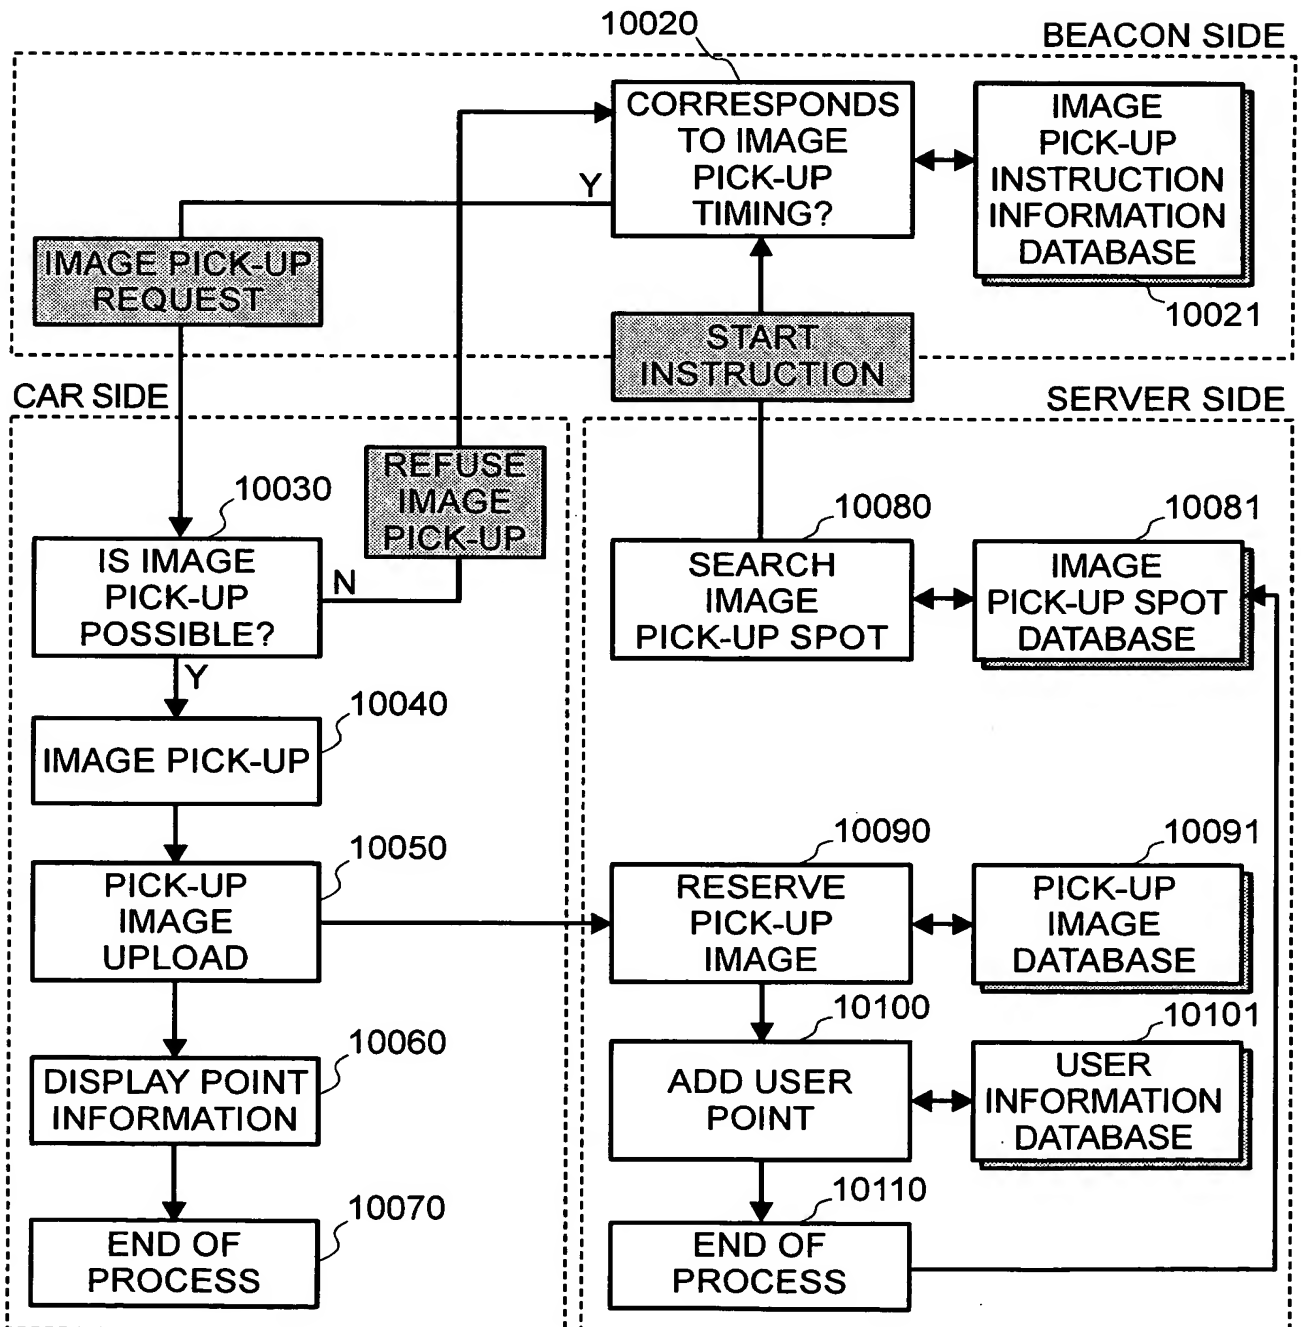 10020
BEACON SIDE
CORRESPONDS
TO IMAGE
PICK-UP
TIMING?
IMAGE
PICK-UP
INSTRUCTION
INFORMATION
DATABASE
10021
Y
IMAGE PICK-UP
REQUEST
START
INSTRUCTION
CAR SIDE
SERVER SIDE
REFUSE
IMAGE
PICK-UP
10030
IS IMAGE
PICK-UP
POSSIBLE?
N
Y
10080
SEARCH
IMAGE
PICK-UP SPOT
10081
IMAGE
PICK-UP SPOT
DATABASE
10040
IMAGE PICK-UP
10050
PICK-UP
IMAGE
UPLOAD
10090
RESERVE
PICK-UP
IMAGE
10091
PICK-UP
IMAGE
DATABASE
10060
DISPLAY POINT
INFORMATION
10100
ADD USER
POINT
10101
USER
INFORMATION
DATABASE
10070
END OF
PROCESS
10110
END OF
PROCESS